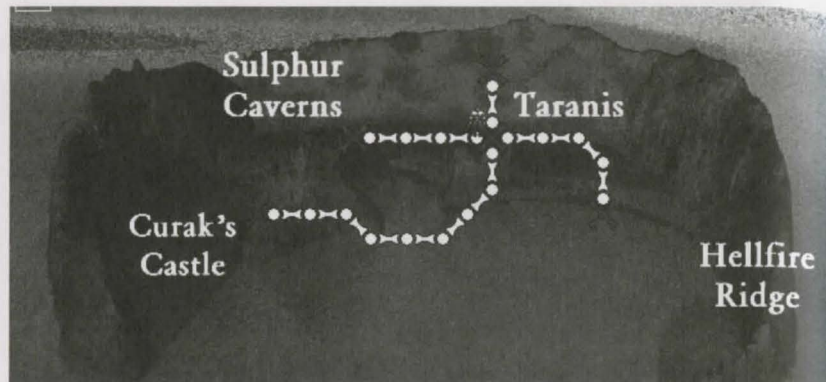 Sulphur
Caverns
Taranis
Curak's
Castle
Hellfire
Ridge